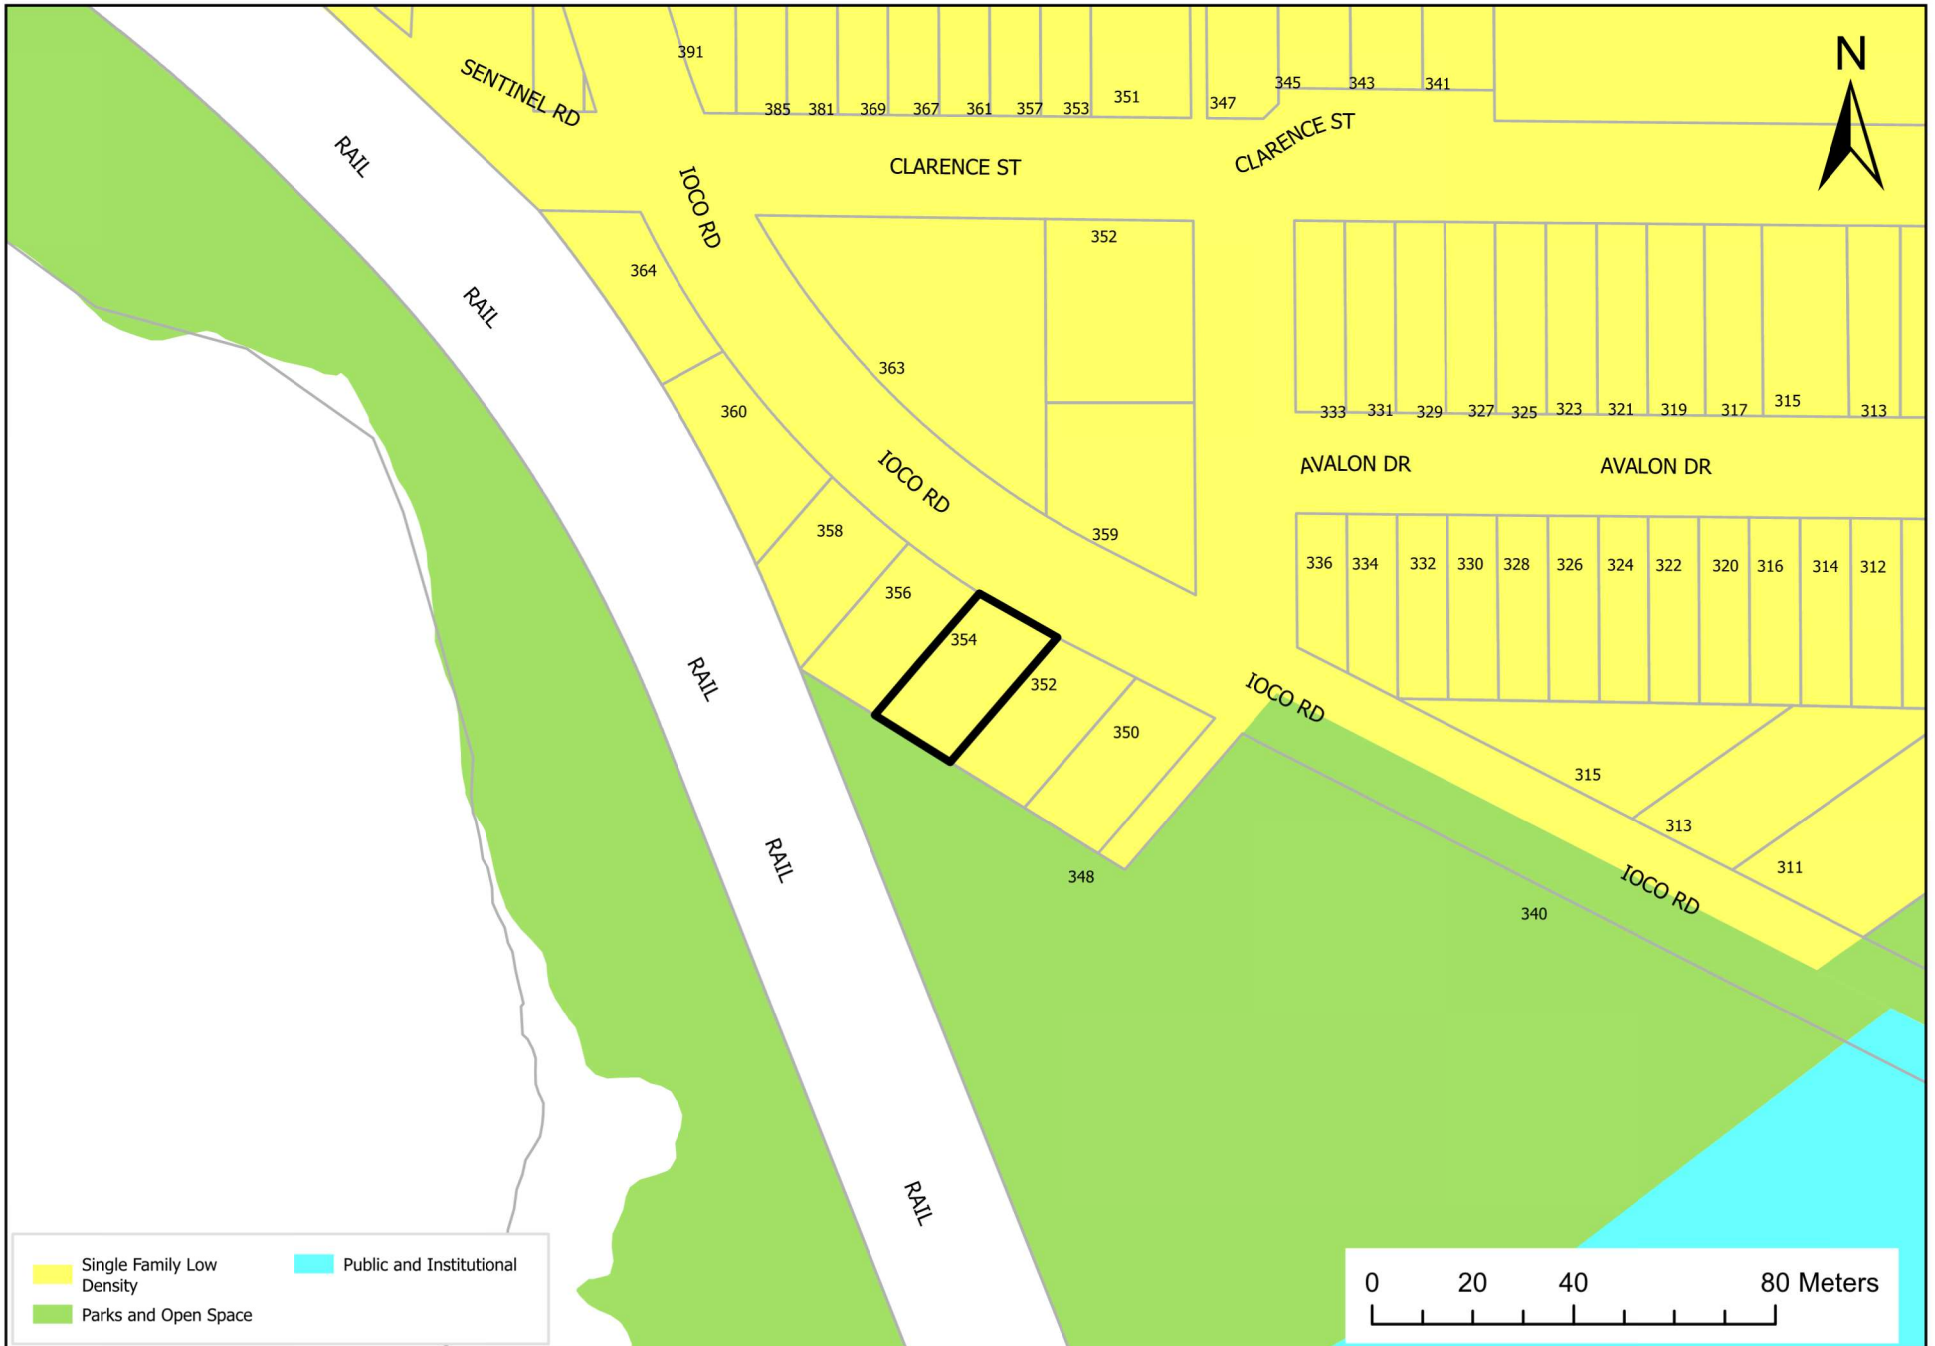 N
391
385
381
369
367
361
357
353
351
347
345
343
341
SENTINEL RD
RAIL
CLARENCE ST
CLARENCE ST
IOCO RD
352
364
RAIL
363
360
333
331
329
327
325
323
321
319
317
315
313
AVALON DR
AVALON DR
IOCO RD
358
359
336
334
332
330
328
326
324
322
320
316
314
312
356
354
352
RAIL
IOCO RD
350
315
313
311
RAIL
348
IOCO RD
340
RAIL
Single Family Low
Density
Public and Institutional
Parks and Open Space
0 20 40 80 Meters